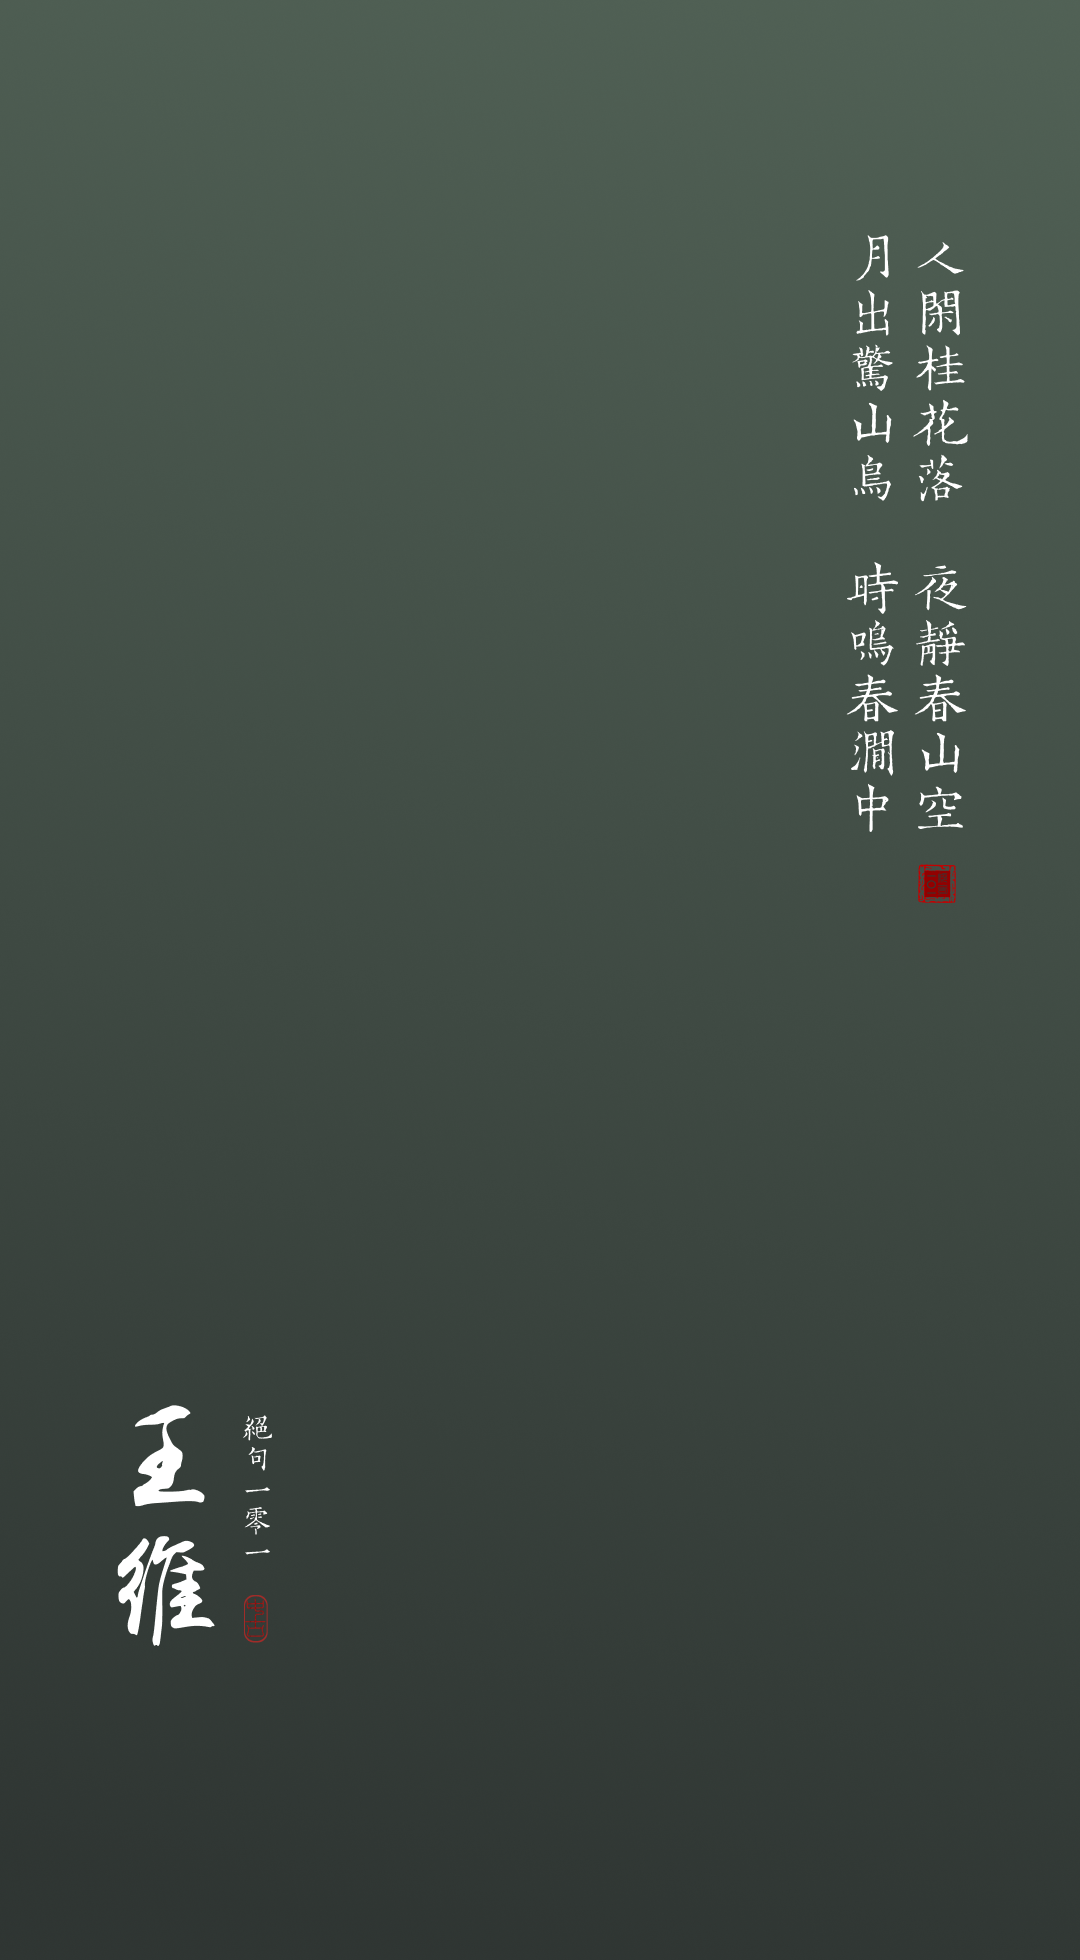 人閑桂花落 夜靜春山空
月出驚山鳥 時鳴春澗中
絕句一零一
王維